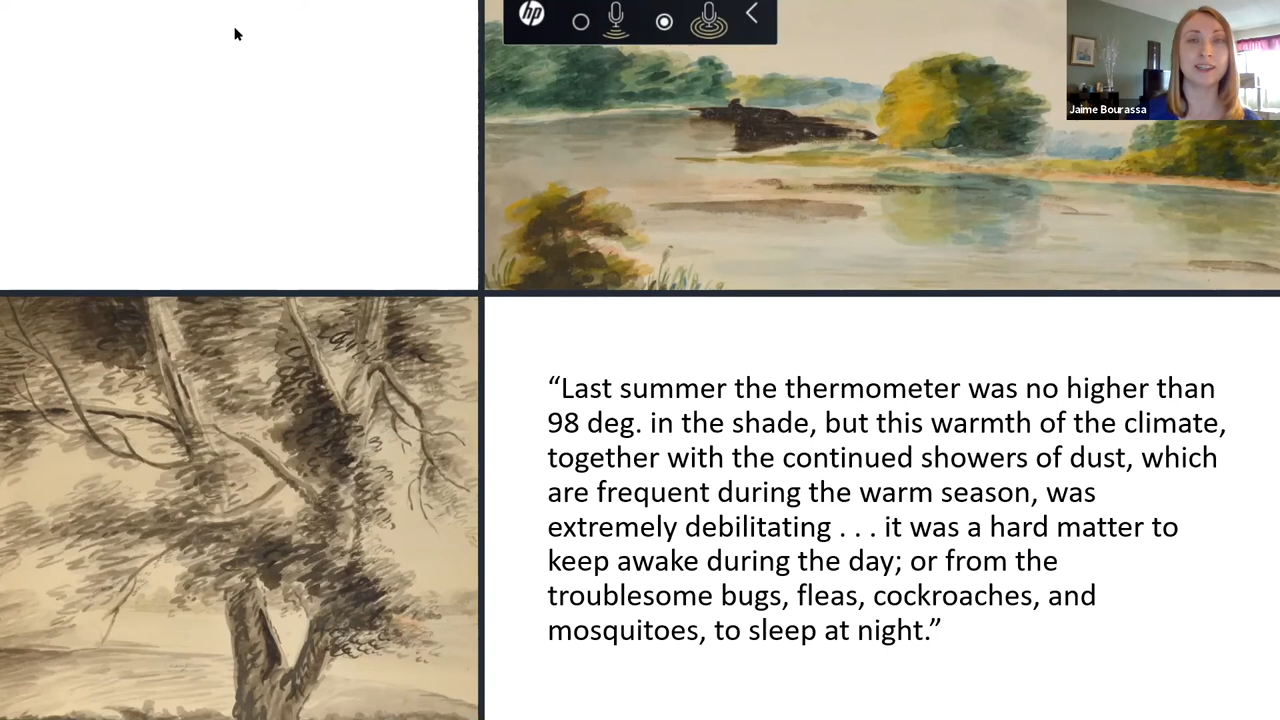 hp
Jaime Bourassa
“Last summer the thermometer was no higher than
98 deg. in the shade, but this warmth of the climate,
together with the continued showers of dust, which
are frequent during the warm season, was
extremely debilitating . . . it was a hard matter to
keep awake during the day; or from the
troublesome bugs, fleas, cockroaches, and
mosquitoes, to sleep at night.”